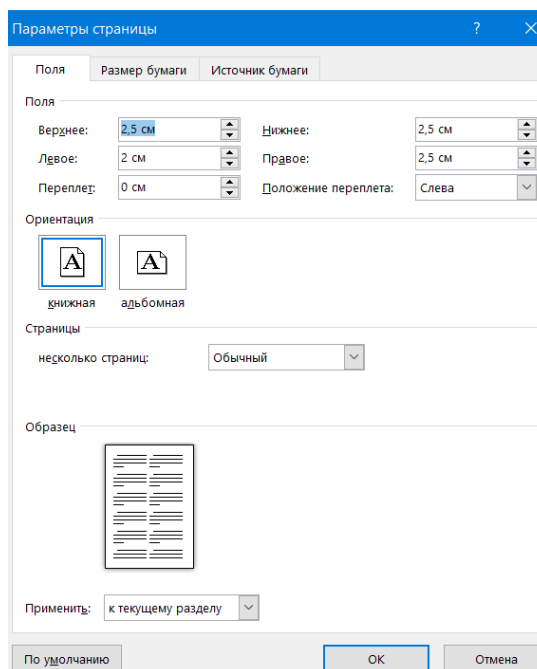 Параметры страницы ?
Поля Размер бумаги Источник бумаги
Поля
Верхнее: 2,5 см Нижнее: 2,5 см
Левое: 2 см Правое: 2,5 см
Переплет: 0 см Положение переплета: Слева
Ориентация
A A
книжная альбомная
Страницы
несколько страниц: Обычный
Образец
Применить: к текущему разделу
По умолчанию ОК Отмена